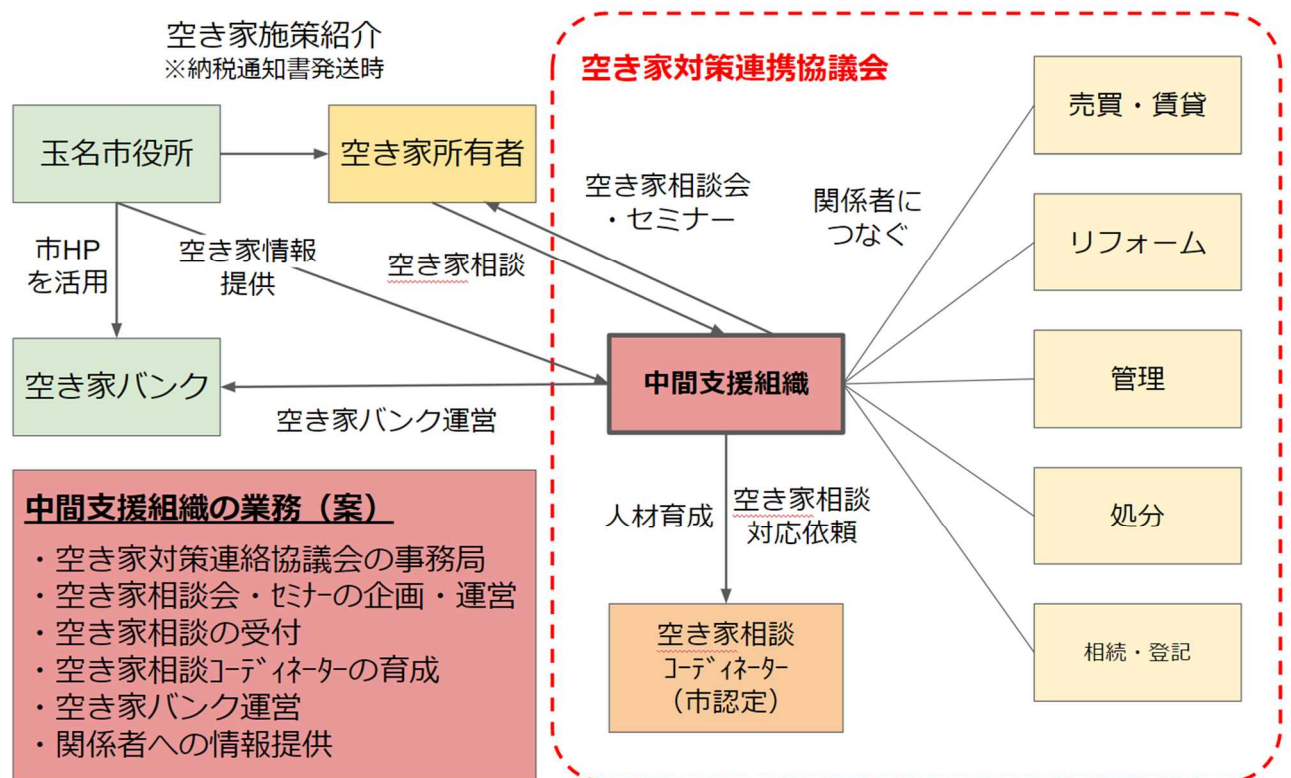 空き家施策紹介
※納税通知書発送時
空き家対策連携協議会
玉名市役所
空き家所有者
売買・賃貸
空き家相談会
・セミナー
関係者に
つなぐ
リフォーム
市HP
を活用
空き家情報
提供
空き家相談
空き家バンク
中間支援組織
管理
空き家バンク運営
中間支援組織の業務（案）
・空き家対策連絡協議会の事務局
・空き家相談会・ｾﾐﾅｰの企画・運営
・空き家相談の受付
・空き家相談ｺｰﾃﾞｨﾈｰﾀｰの育成
・空き家バンク運営
・関係者への情報提供
人材育成
空き家相談
対応依頼
処分
空き家相談
ｺｰﾃﾞｨﾈｰﾀｰ
（市認定）
相続・登記